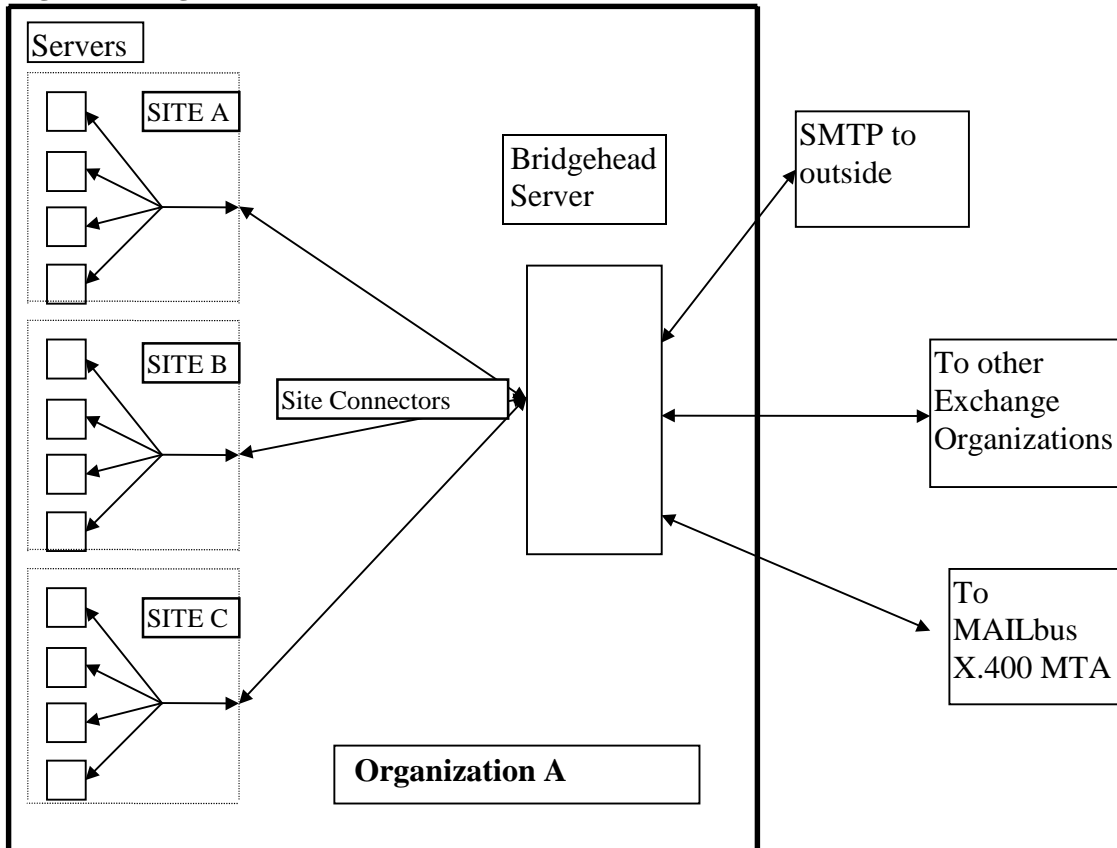 Servers
SITE A
Bridgehead
Server
SMTP to
outside
SITE B
Site Connectors
To other
Exchange
Organizations
SITE C
To
MAILbus
X.400 MTA
Organization A